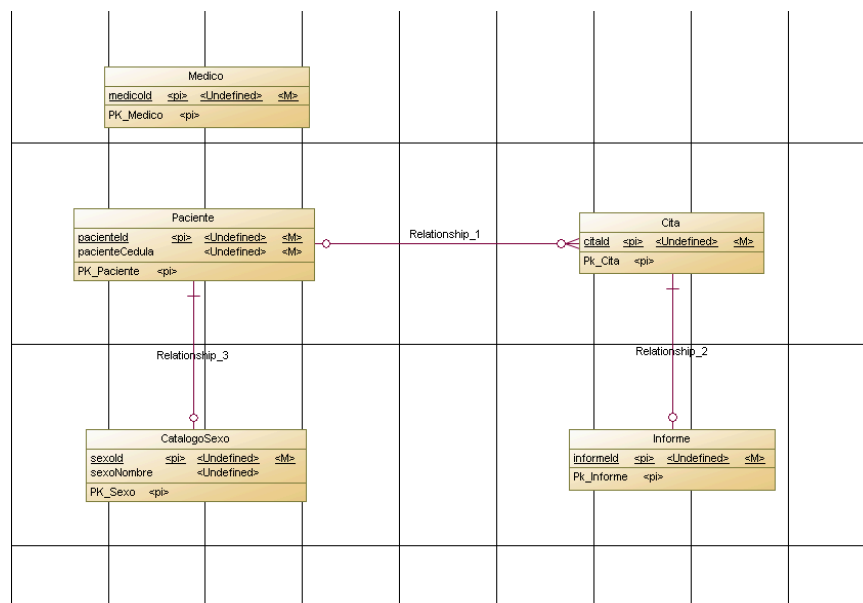 Medico
medicoId <pi> <Undefined> <M>
PK_Medico <pi>
Paciente
pacienteId <pi> <Undefined> <M>
pacienteCedula <Undefined> <M>
PK_Paciente <pi>
Relationship_1
Cita
citaId <pi> <Undefined> <M>
Pk_Cita <pi>
Relationship_3
Relationship_2
CatalogoSexo
sexoId <pi> <Undefined> <M>
sexoNombre <Undefined>
PK_Sexo <pi>
Informe
informeId <pi> <Undefined> <M>
Pk_Informe <pi>